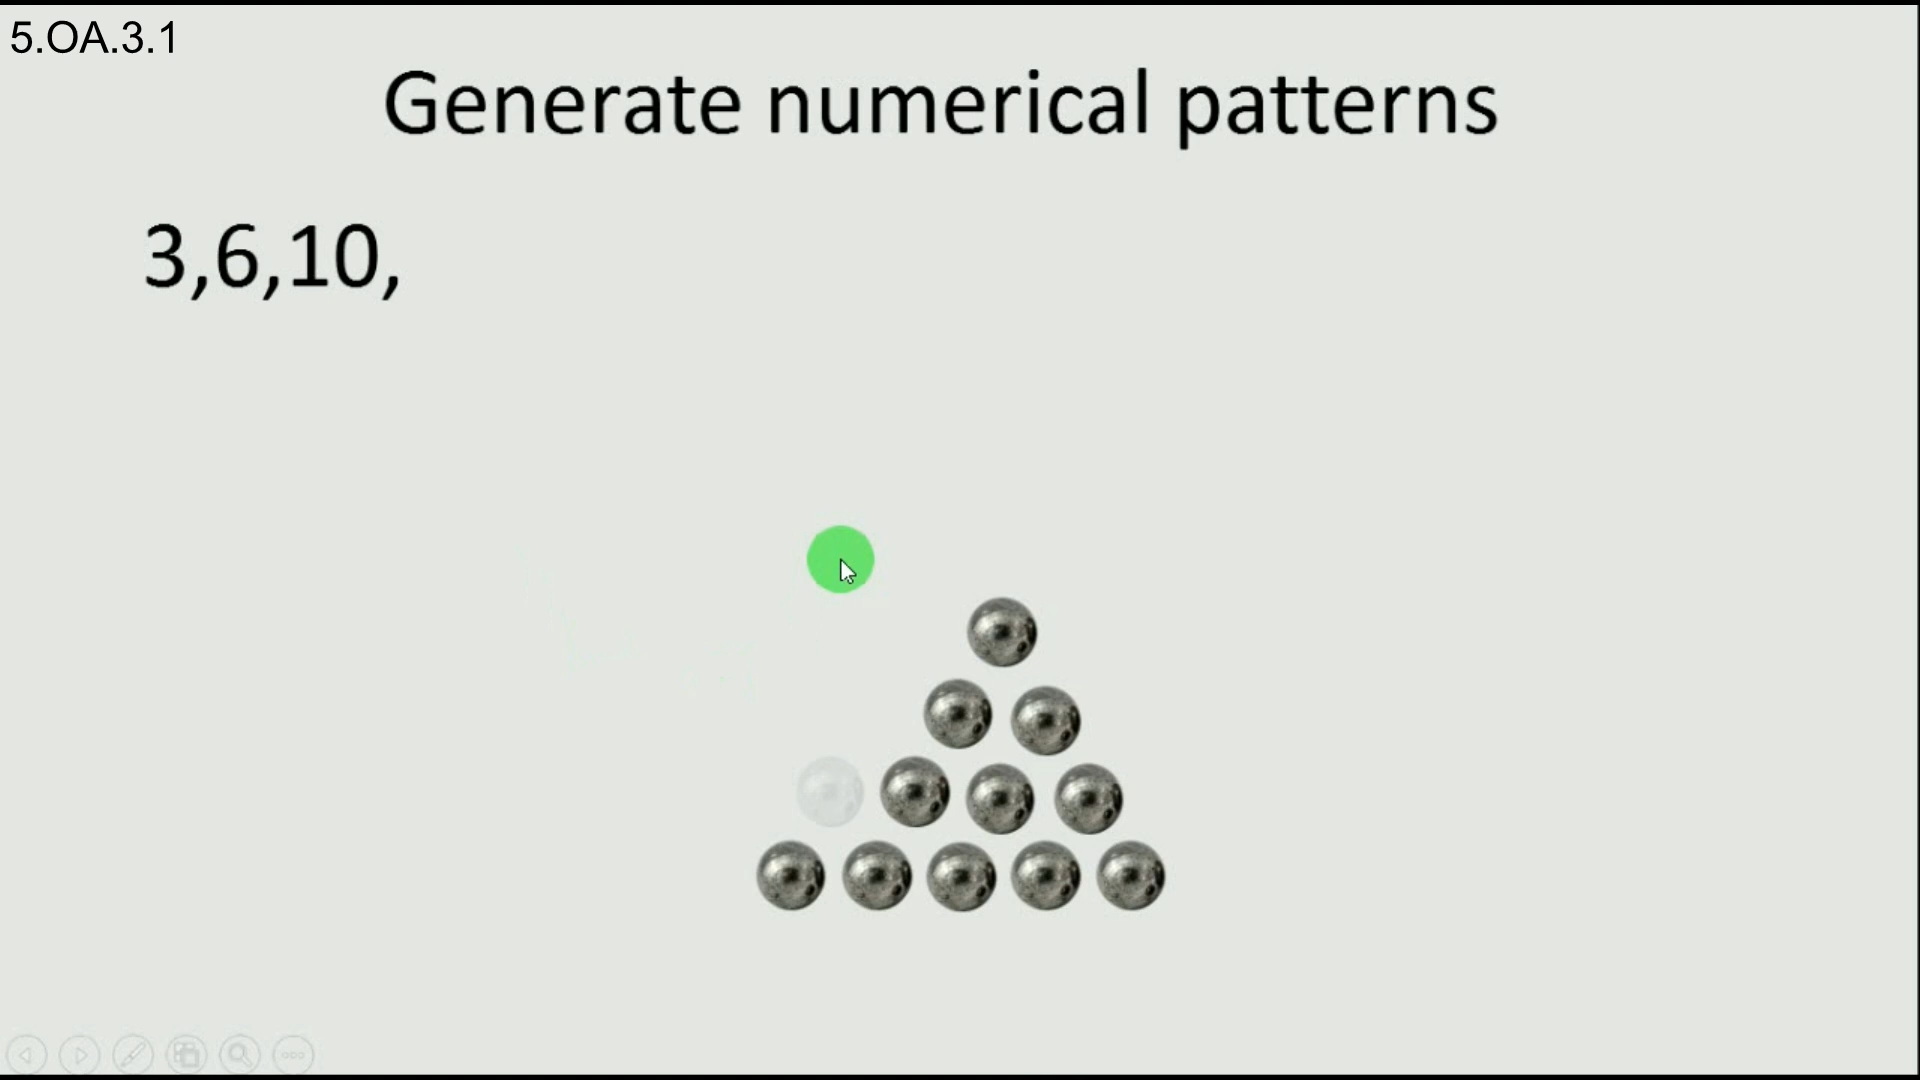 5.OA.3.1
Generate numerical patterns
3,6,10,